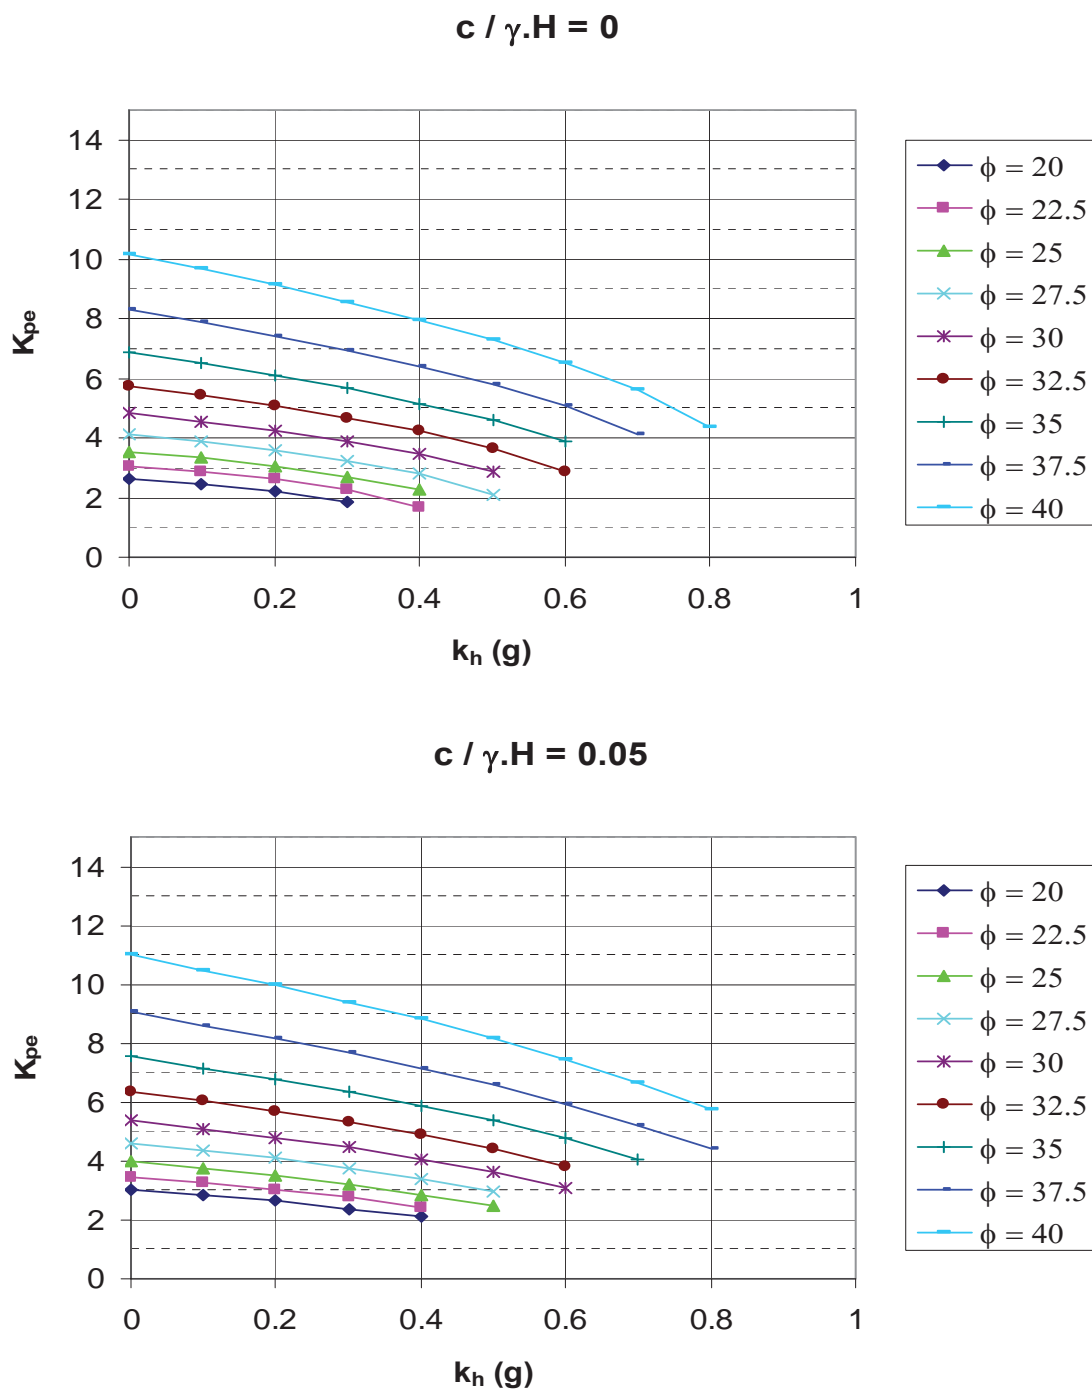 c / γ.H = 0
14
12
10
8
6
4
2
0
Kpe
0 0.2 0.4 0.6 0.8 1
kh (g)
ϕ = 20
ϕ = 22.5
ϕ = 25
ϕ = 27.5
ϕ = 30
ϕ = 32.5
ϕ = 35
ϕ = 37.5
ϕ = 40
c / γ.H = 0.05
14
12
10
8
6
4
2
0
Kpe
0 0.2 0.4 0.6 0.8 1
kh (g)
ϕ = 20
ϕ = 22.5
ϕ = 25
ϕ = 27.5
ϕ = 30
ϕ = 32.5
ϕ = 35
ϕ = 37.5
ϕ = 40